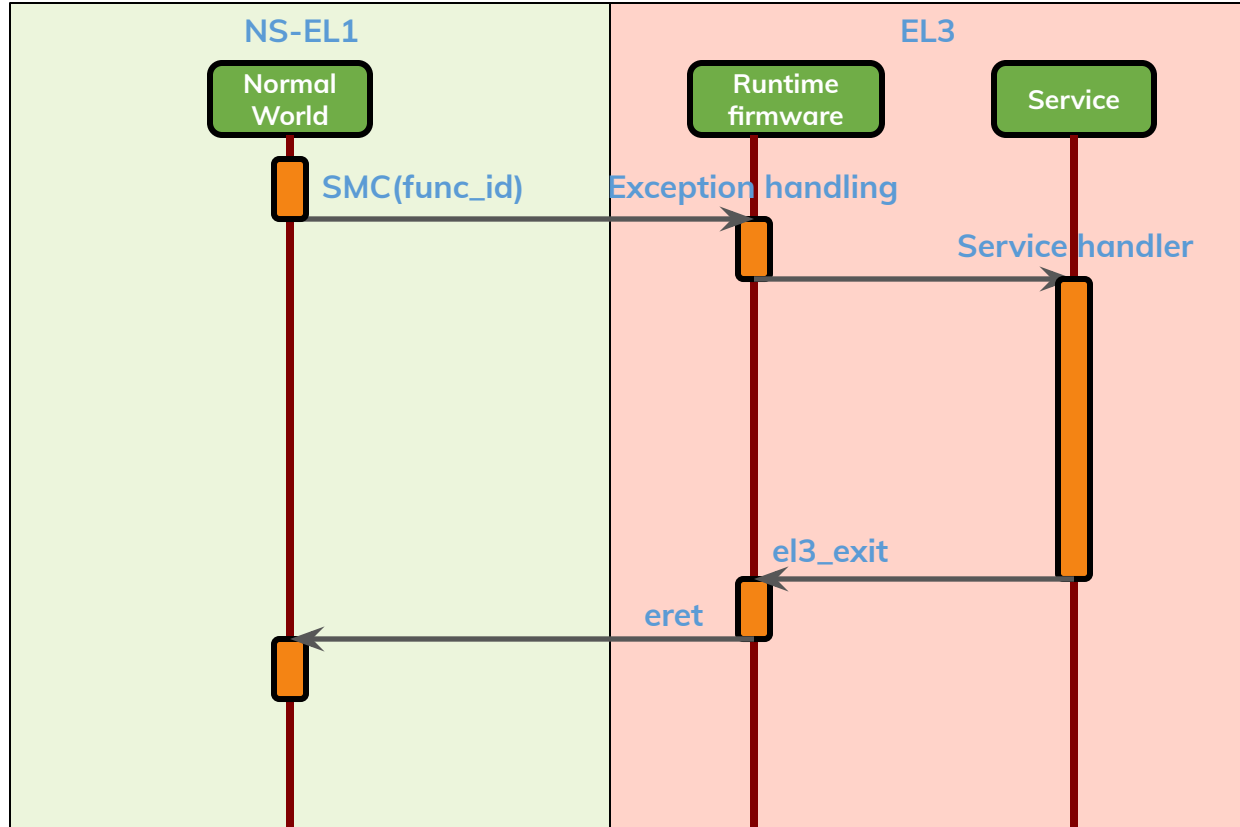 NS-EL1
EL3
Normal
World
Runtime
firmware
Service
SMC(func_id)
Exception handling
Service handler
el3_exit
eret